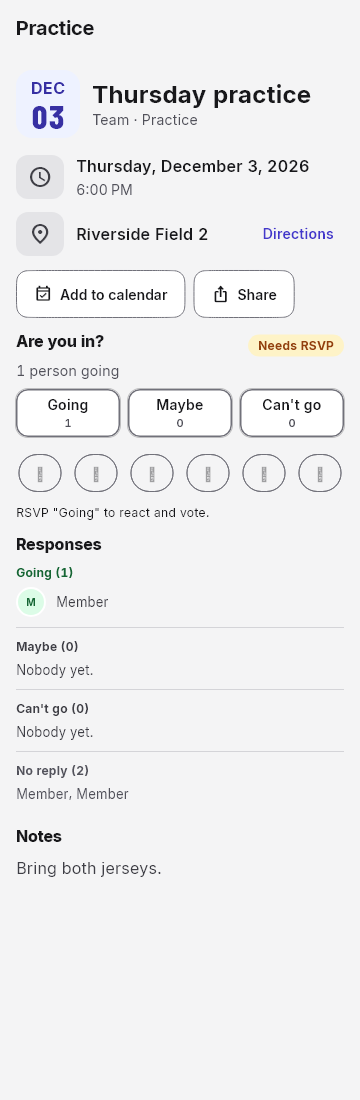 Practice
DEC
03
Thursday practice
Team · Practice
Thursday, December 3, 2026
6:00 PM
Riverside Field 2
Directions
Add to calendar
Share
Are you in?
Needs RSVP
1 person going
Going
1
Maybe
0
Can't go
0
RSVP "Going" to react and vote.
Responses
Going (1)
M
Member
Maybe (0)
Nobody yet.
Can't go (0)
Nobody yet.
No reply (2)
Member, Member
Notes
Bring both jerseys.